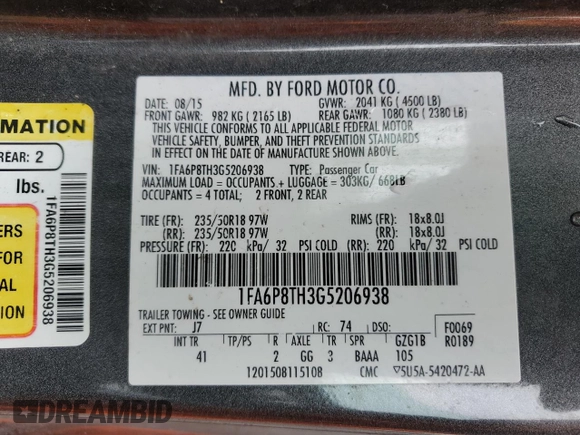 MFD. BY FORD MOTOR CO.
DATE: 08/15 GVWR: 2041 KG ( 4500 LB)
FRONT GAWR: 982 KG ( 2165 LB) REAR GAWR: 1080 KG ( 2380 LB)
THIS VEHICLE CONFORMS TO ALL APPLICABLE FEDERAL MOTOR
VEHICLE SAFETY, BUMPER, AND THEFT PREVENTION STANDARDS
IN EFFECT ON THE DATE OF MANUFACTURE SHOWN ABOVE.
VIN: 1FA6P8TH3G5206938 TYPE: Passenger Car
MAXIMUM LOAD = OCCUPANTS + LUGGAGE = 303KG/ 668LB
OCCUPANTS = 4 TOTAL; 2 FRONT, 2 REAR
TIRE (FR): 235/50R18 97W RIMS (FR): 18x8.0J
(RR): 235/50R18 97W (RR): 18x8.0J
PRESSURE (FR): 220 kPa/ 32 PSI COLD (RR): 220 kPa/ 32 PSI COLD
1FA6P8TH3G5206938
TRAILER TOWING - SEE OWNER GUIDE
EXT PNT: J7 RC: 74 DSO: F0069
INT TR TP/PS R AXLE TR SPR GZG1B R0189
41 2 GG 3 BAAA 105
1201508115108 CMC 5U5A-5420472-AA
RMATION
REAR: 2
lbs.
1FA6P8TH3G5206938
ERS
FOR
AL
NS
DREAMBID